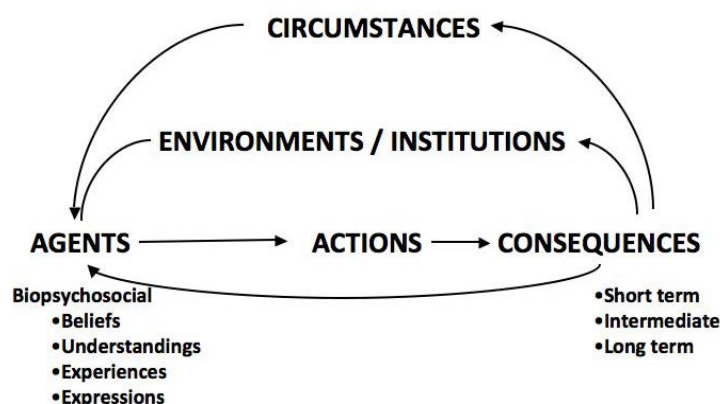 CIRCUMSTANCES
ENVIRONMENTS / INSTITUTIONS
AGENTS
ACTIONS
CONSEQUENCES
Biopsychosocial
•Beliefs
•Understandings
•Experiences
•Expressions
•Short term
•Intermediate
•Long term